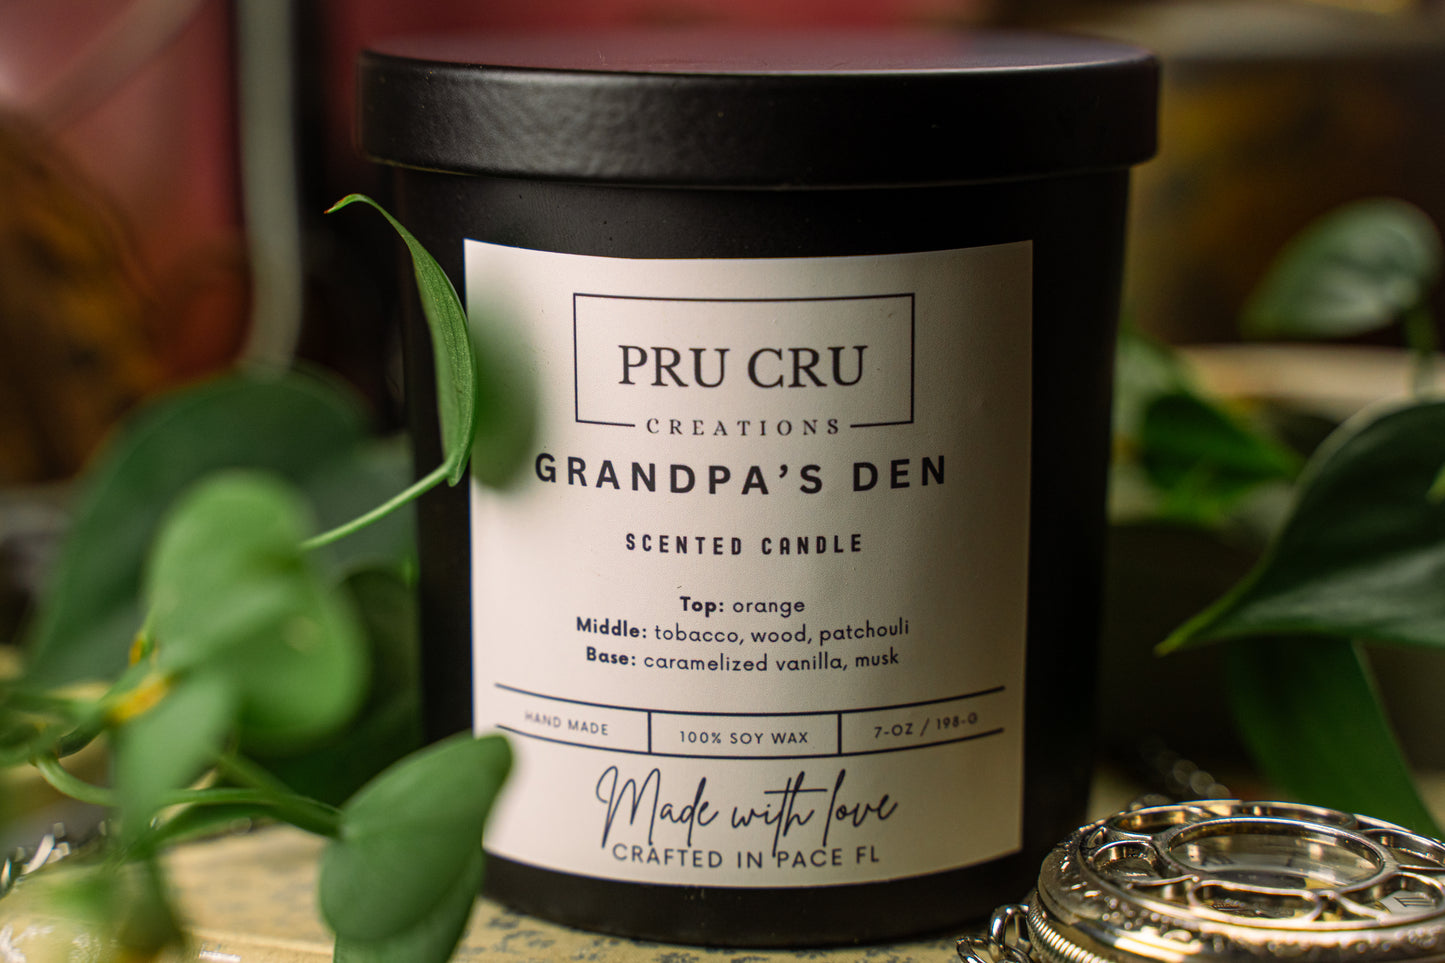 PRU CRU
CREATIONS
GRANDPA'S DEN
SCENTED CANDLE
Top: orange
Middle: tobacco, wood, patchouli
Base: caramelized vanilla, musk
HAND MADE
100% SOY WAX
7-OZ / 198-G
Made with love
CRAFTED IN PACE FL